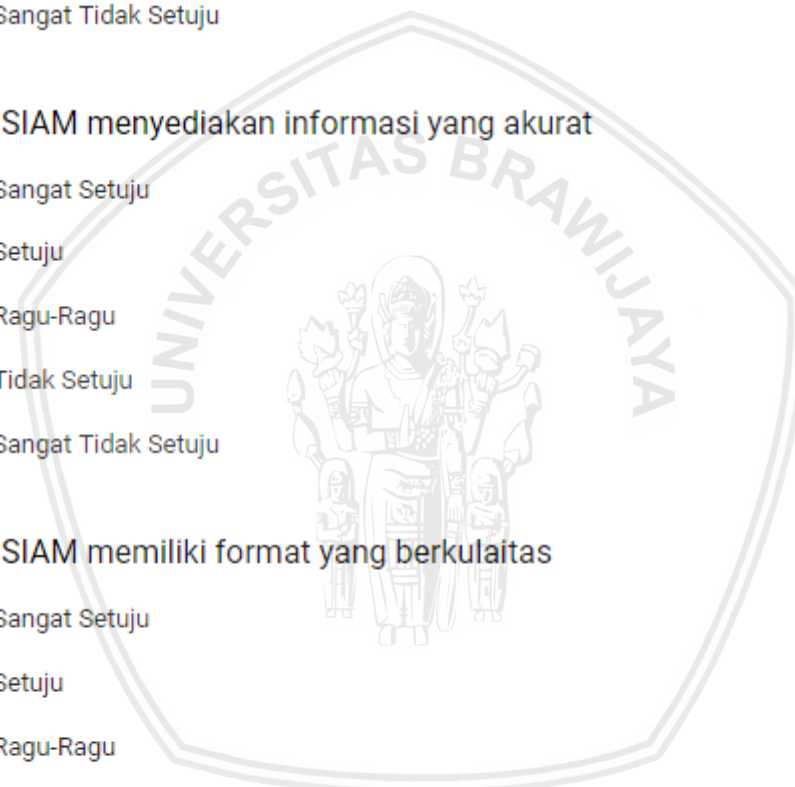 Sangat Tidak Setuju
SIAM menyediakan informasi yang akurat
UNIVERSITAS BRAWIJAYA
Sangat Setuju
Setuju
Ragu-Ragu
Tidak Setuju
Sangat Tidak Setuju
SIAM memiliki format yang berkulaitas
Sangat Setuju
Setuju
Ragu-Ragu